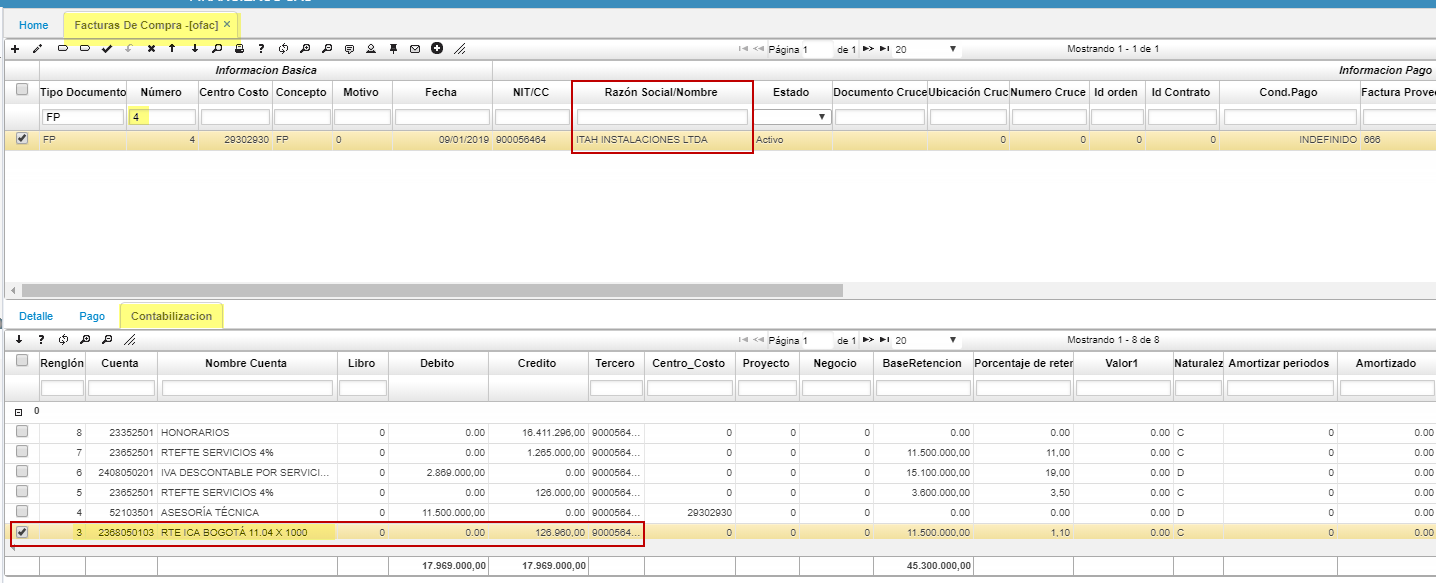 Home Facturas De Compra -[ofac] ×
Página 1 de 1 20 Mostrando 1 - 1 de 1
Informacion Basica Informacion Pago
Tipo Documento Número Centro Costo Concepto Motivo Fecha NIT/CC Razón Social/Nombre Estado Documento Cruce Ubicación Cruc Numero Cruce Id orden Id Contrato Cond.Pago Factura Prove
FP 4
FP 4 29302930 FP 0 09/01/2019 900056464 ITAH INSTALACIONES LTDA Activo 0 0 0 0 INDEFINIDO 666
Detalle Pago Contabilizacion
Página 1 de 1 20 Mostrando 1 - 8 de 8
Renglón Cuenta Nombre Cuenta Libro Debito Credito Tercero Centro_Costo Proyecto Negocio BaseRetencion Porcentaje de reter Valor1 Naturalez Amortizar periodos Amortizado
0
8 23352501 HONORARIOS 0 0.00 16.411.296,00 9000564... 0 0 0 0.00 0.00 0.00 C 0 0.00
7 23652501 RTEFTE SERVICIOS 4% 0 0.00 1.265.000,00 9000564... 0 0 0 11.500.000,00 11,00 0.00 C 0 0.00
6 2408050201 IVA DESCONTABLE POR SERVICI... 0 2.869.000,00 0.00 9000564... 0 0 0 15.100.000,00 19,00 0.00 D 0 0.00
5 23652501 RTEFTE SERVICIOS 4% 0 0.00 126.000,00 9000564... 0 0 0 3.600.000,00 3,50 0.00 C 0 0.00
4 52103501 ASESORÍA TÉCNICA 0 11.500.000,00 0.00 9000564... 29302930 0 0 0.00 0.00 0.00 D 0 0.00
3 2368050103 RTE ICA BOGOTÁ 11.04 X 1000 0 0.00 126.960,00 9000564... 0 0 0 11.500.000,00 1,10 0.00 C 0 0.00
17.969.000,00 17.969.000,00 45.300.000,00